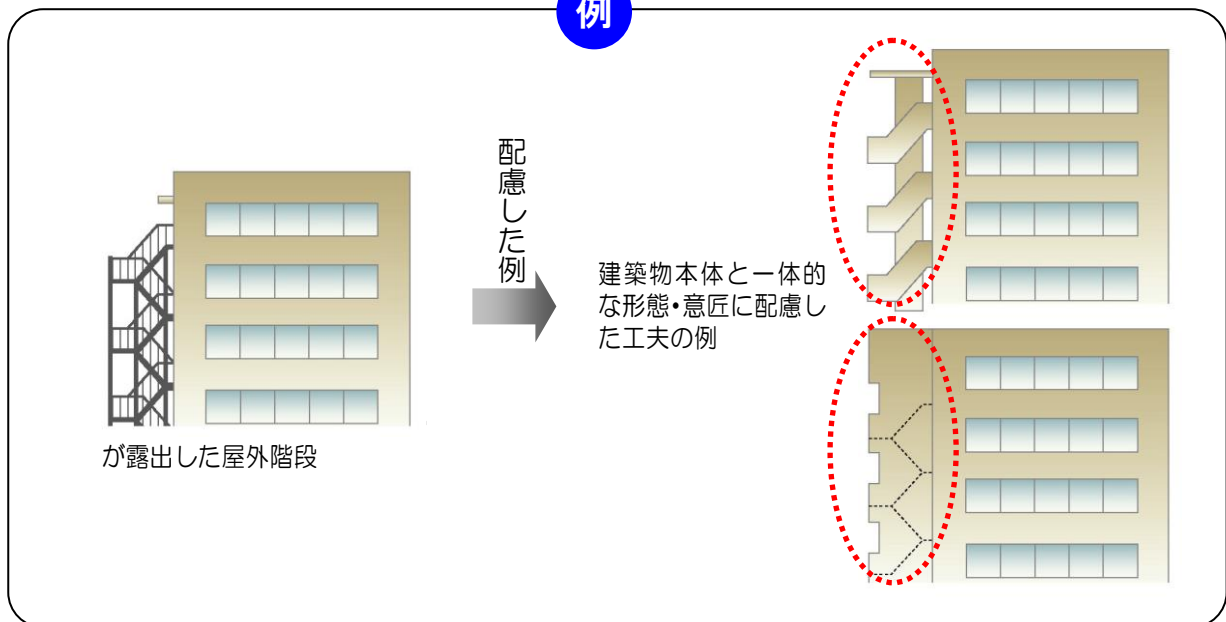 例
が露出した屋外階段
配慮した例
建築物本体と一体的
な形態・意匠に配慮し
た工夫の例